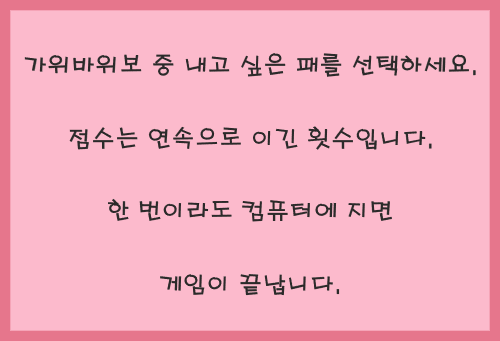 가위바위보 중 내고 싶은 패를 선택하세요.
점수는 연속으로 이긴 횟수입니다.
한 번이라도 컴퓨터에 지면
게임이 끝납니다.